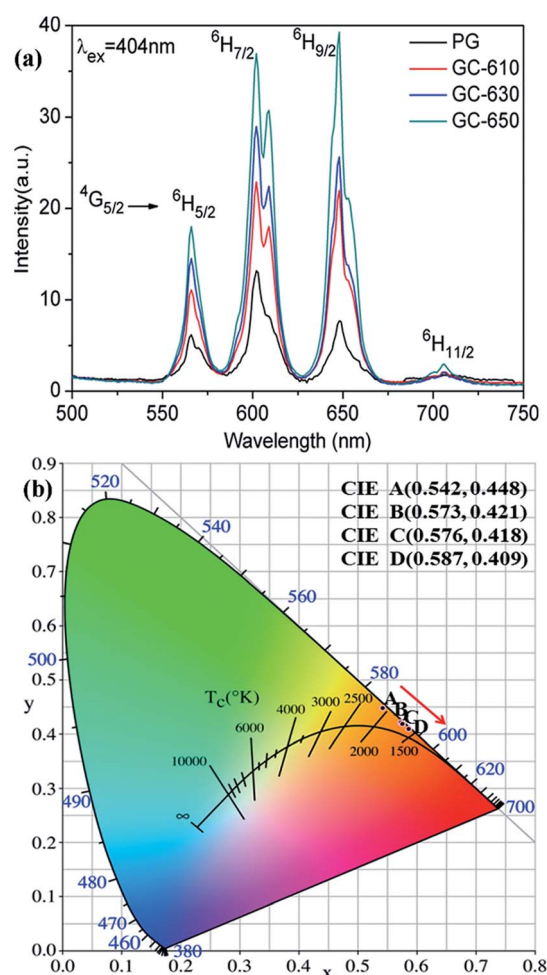 (a)
λex=404nm
6H7/2
6H9/2
PG
GC-610
GC-630
GC-650
4G5/2
6H5/2
6H11/2
Intensity(a.u.)
40
30
20
10
0
500 550 600 650 700 750
Wavelength (nm)
(b)
CIE A(0.542,0.448)
CIE B(0.573,0.421)
CIE C(0.576,0.418)
CIE D(0.587,0.409)
0.9
0.8
0.7
0.6
0.5
y
0.4
0.3
0.2
0.1
0.0
520
540
560
500
580
Tc(°K)
A
B
C
D
2500
3000
4000
6000
10000
2000
1500
600
620
∞
490
700
480
470
460
380
0.0 0.1 0.2 0.3 0.4 0.5 0.6 0.7 0.8
x